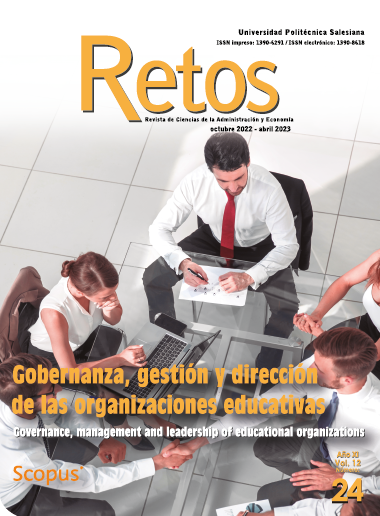 Universidad Politécnica Salesiana
ISSN impreso: 1390-6291 / ISSN electrónico: 1390-8618
Retos
Revista de Ciencias de la Administración y Economía
octubre 2022 - abril 2023
Gobernanza, gestión y dirección
de las organizaciones educativas
Governance, management and leadership of educational organizations
Año XI
Vol. 12
24
Scopus